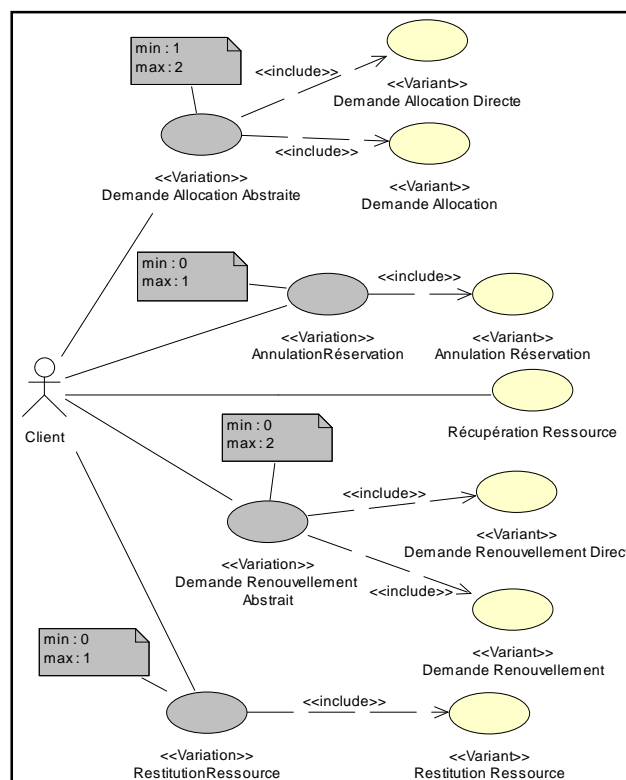 min : 1
max : 2
<<include>>
<<Variant>>
Demande Allocation Directe
<<include>>
<<Variation>>
Demande Allocation Abstraite
<<Variant>>
Demande Allocation
min : 0
max : 1
<<include>>
<<Variation>>
AnnulationRéservation
<<Variant>>
Annulation Réservation
Client
Récupération Ressource
min : 0
max : 2
<<include>>
<<Variant>>
Demande Renouvellement Direct
<<Variation>>
Demande Renouvellement
Abstrait
<<include>>
<<Variant>>
Demande Renouvellement
min : 0
max : 1
<<include>>
<<Variation>>
RestitutionRessource
<<Variant>>
Restitution Ressource